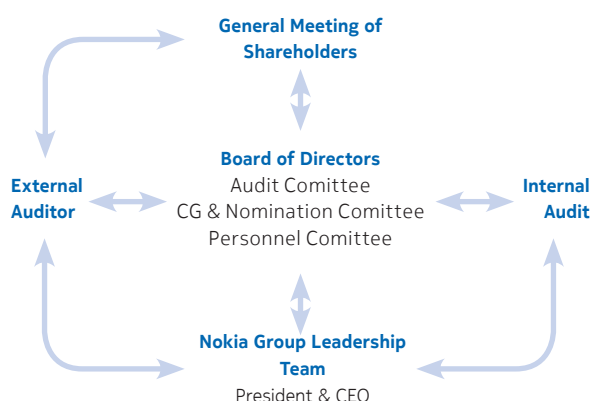 General Meeting of
Shareholders
Board of Directors
Audit Comittee
CG & Nomination Comittee
Personnel Comittee
External
Auditor
Internal
Audit
Nokia Group Leadership
Team
President & CEO